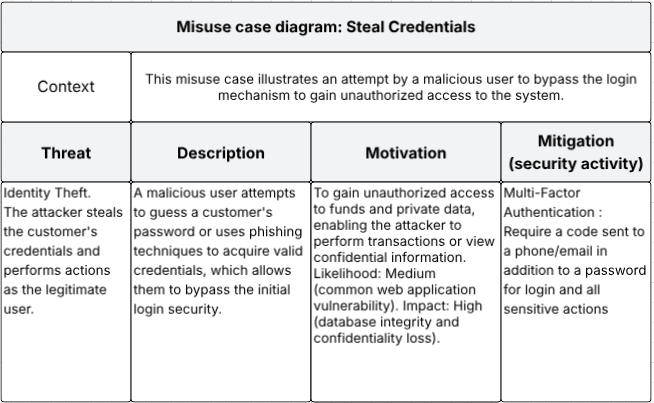 Misuse case diagram: Steal Credentials
Context
This misuse case illustrates an attempt by a malicious user to bypass the login
mechanism to gain unauthorized access to the system.
Threat
Description
Motivation
Mitigation
(security activity)
Identity Theft.
The attacker steals
the customer's
credentials and
performs actions
as the legitimate
user.
A malicious user attempts
to guess a customer's
password or uses phishing
techniques to acquire valid
credentials, which allows
them to bypass the initial
login security.
To gain unauthorized access
to funds and private data,
enabling the attacker to
perform transactions or view
confidential information.
Likelihood: Medium
(common web application
vulnerability). Impact: High
(database integrity and
confidentiality loss).
Multi-Factor
Authentication :
Require a code sent to
a phone/email in
addition to a password
for login and all
sensitive actions